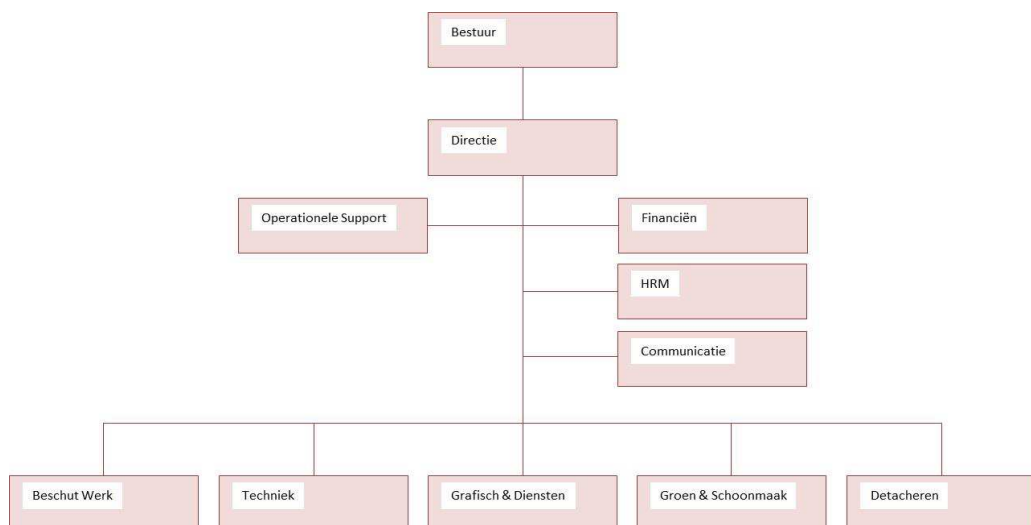 Bestuur
Directie
Operationele Support
Financiën
HRM
Communicatie
Beschut Werk
Techniek
Grafisch & Diensten
Groen & Schoonmaak
Detacheren